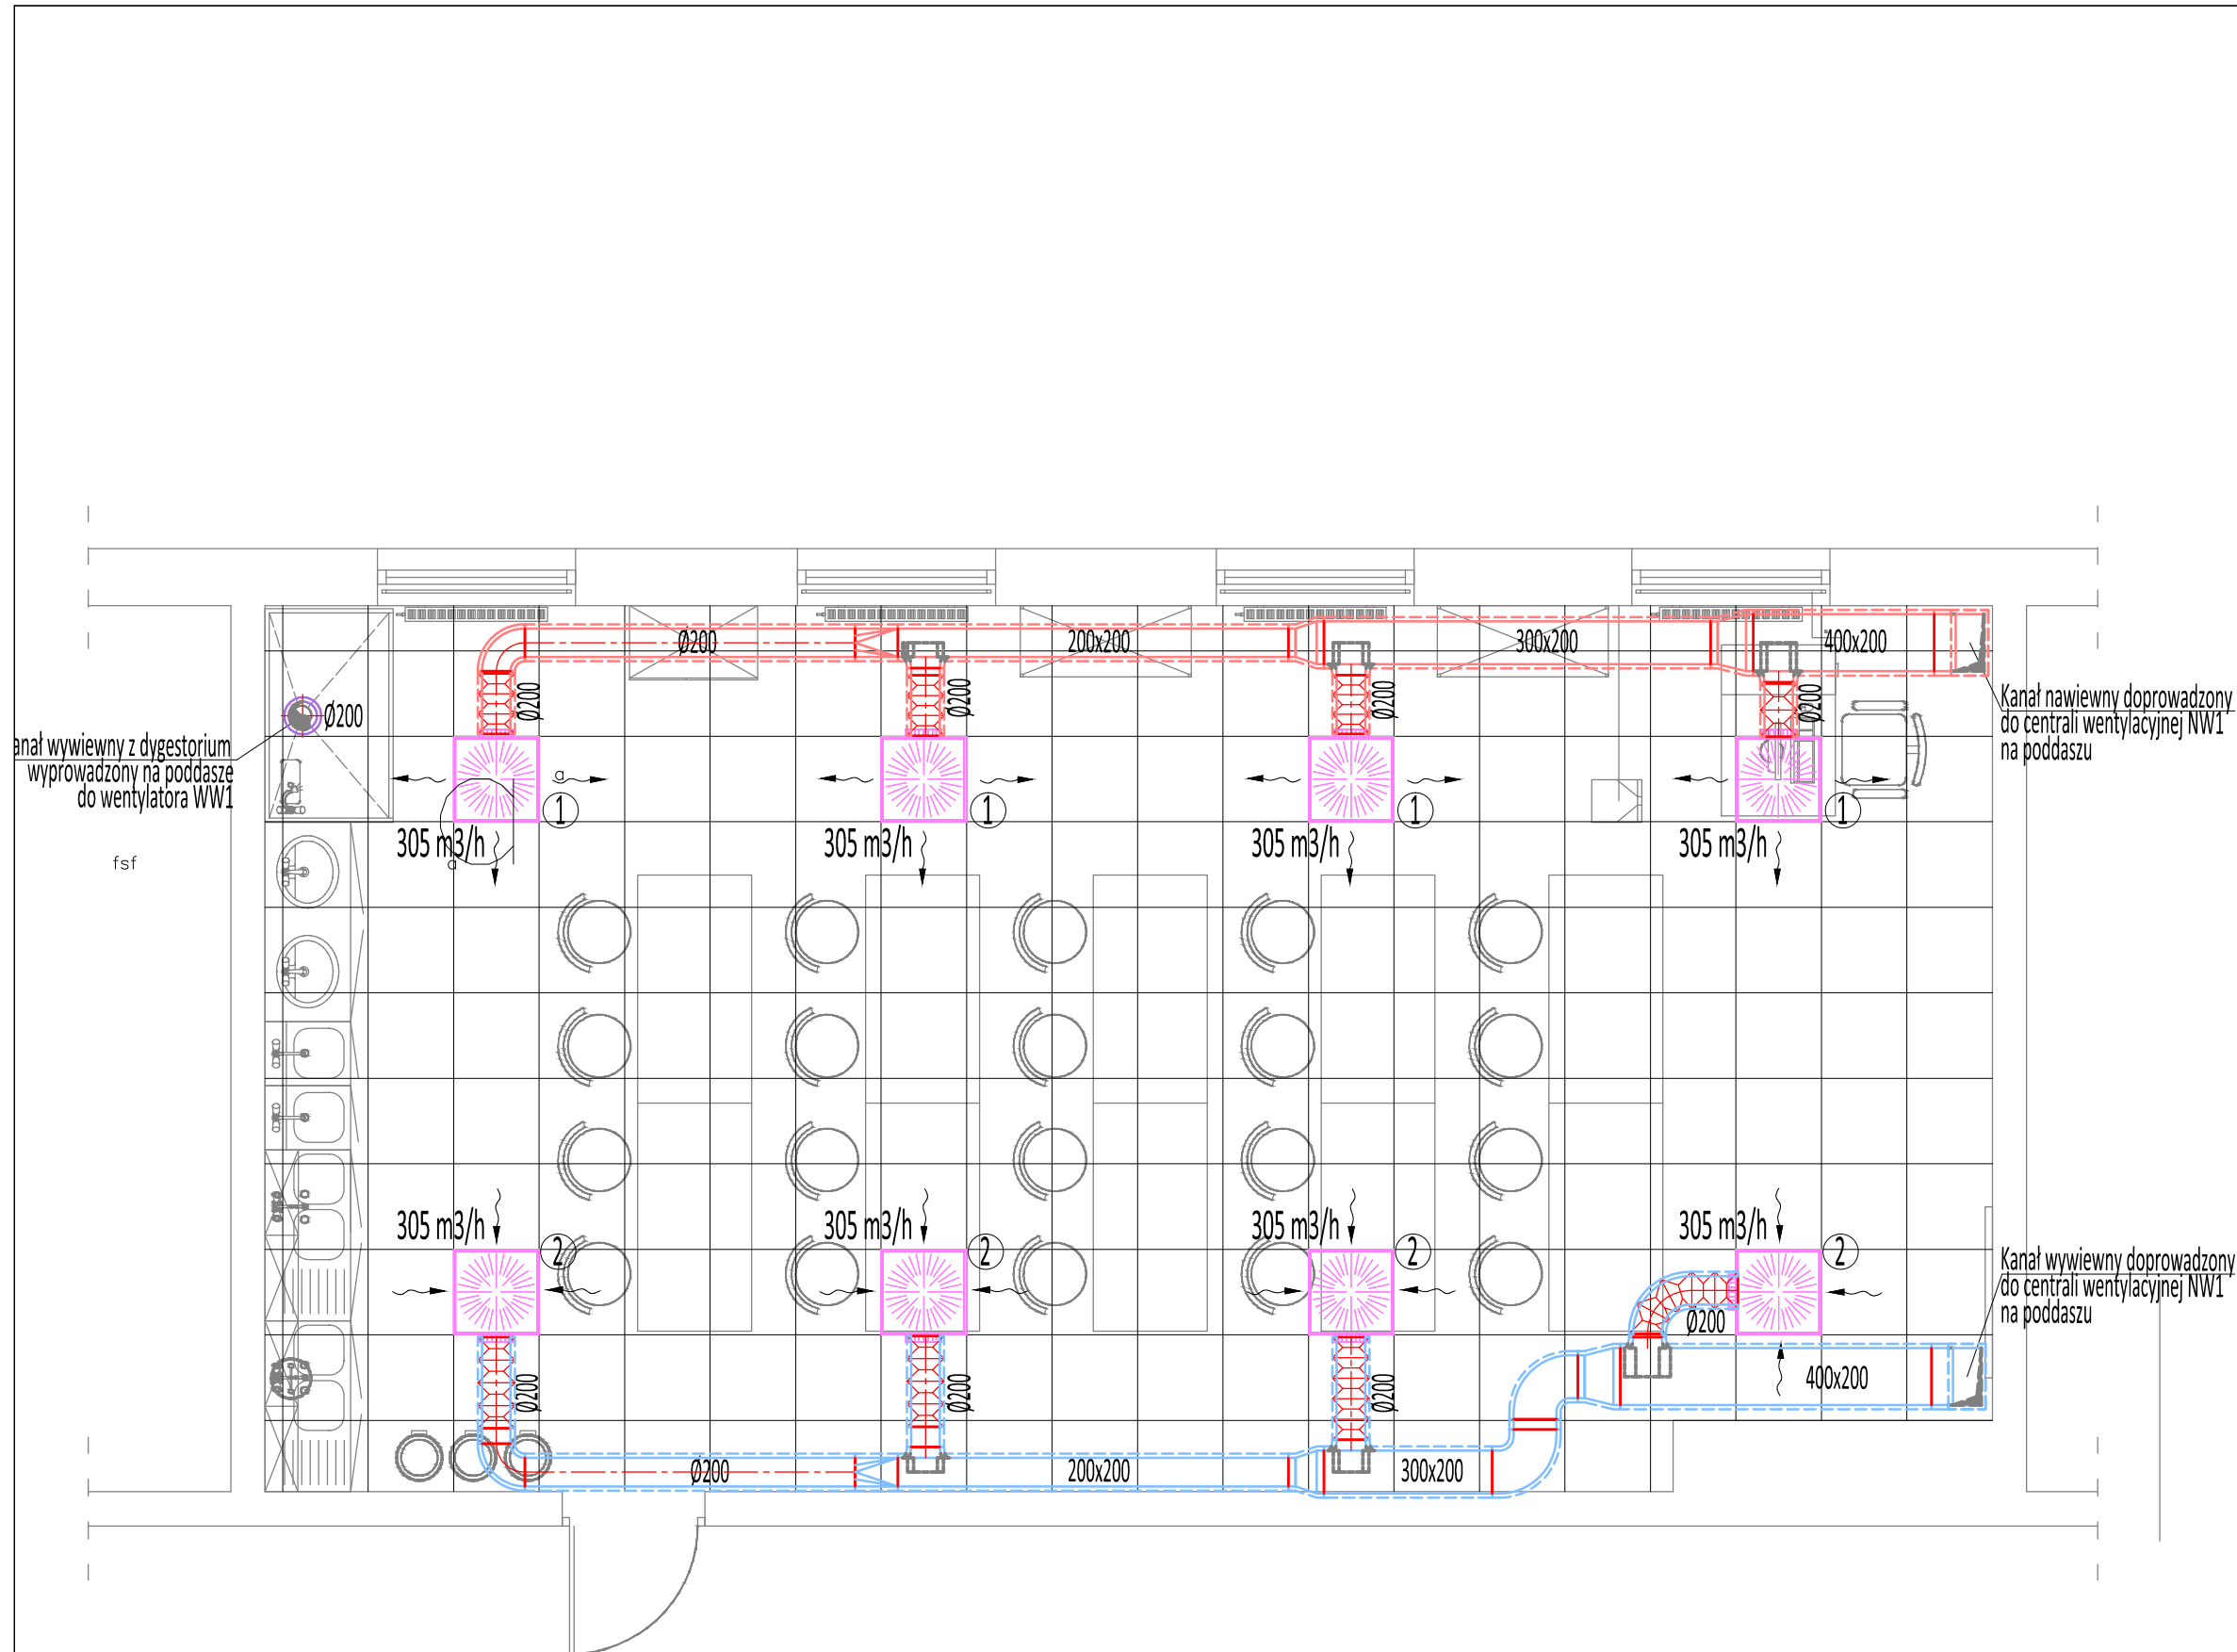 Ø200
200x200
300x200
400x200
Ø200
Ø200
Ø200
Ø200
Ø200
Kanał nawiewny doprowadzony
do centrali wentylacyjnej NW1
na poddaszu
anał wywiewny z dygestorium
wyprowadzony na poddasze
do wentylatora WW1
a
1
1
1
1
305 m3/h
305 m3/h
305 m3/h
305 m3/h
a
fsf
305 m3/h
305 m3/h
305 m3/h
305 m3/h
2
2
2
2
Kanał wywiewny doprowadzony
do centrali wentylacyjnej NW1
na poddaszu
Ø200
Ø200
Ø200
Ø200
400x200
Ø200
200x200
300x200